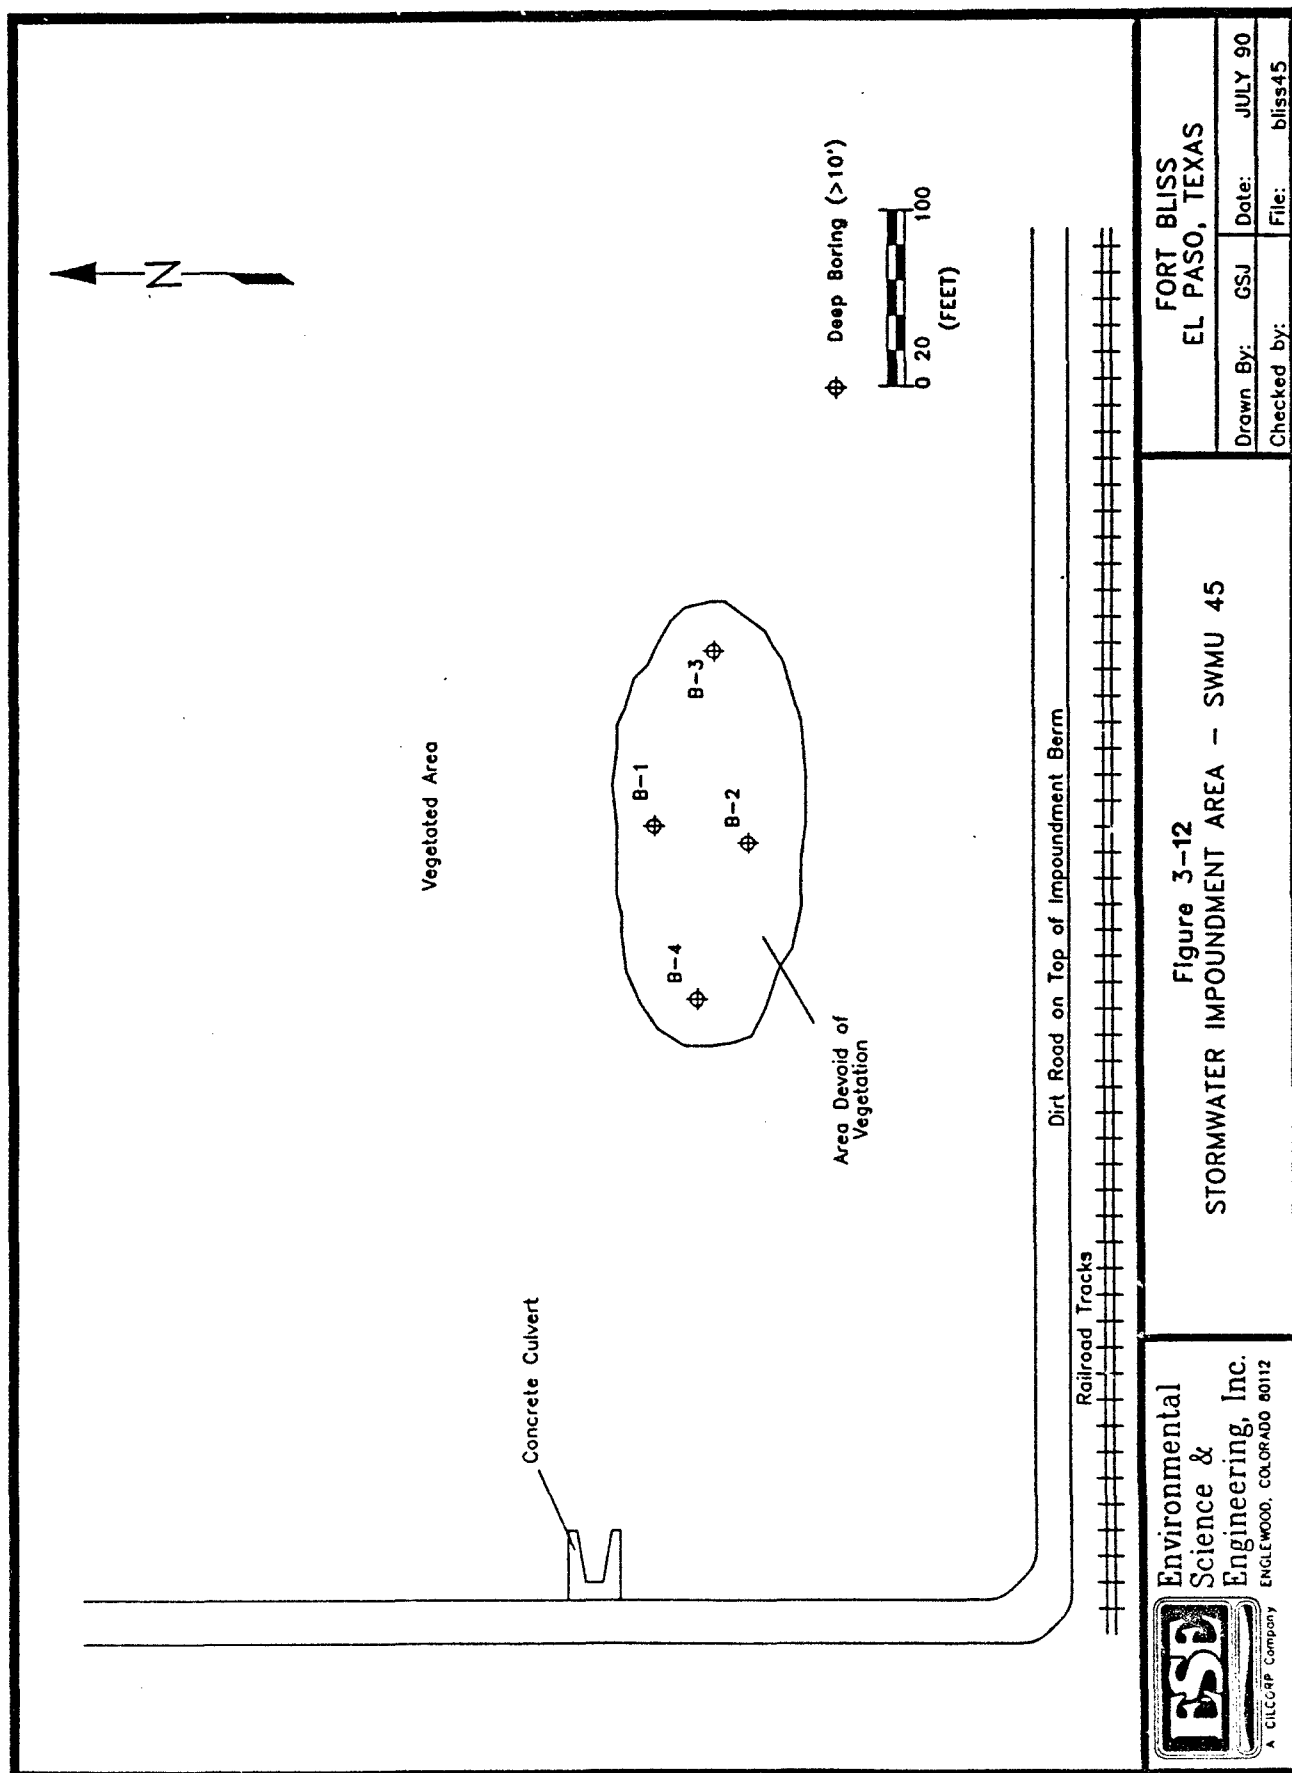 N
Vegetated Area
Concrete Culvert
B-1
B-3
B-4
B-2
Area Devoid of
Vegetation
Deep Boring (>10')
0 20 100
(FEET)
Dirt Road on Top of Impoundment Berm
Railroad Tracks
ESE
A CILCORP Company
Environmental
Science &
Engineering, Inc.
ENGLEWOOD, COLORADO 80112
Figure 3-12
STORMWATER IMPOUNDMENT AREA - SWMU 45
FORT BLISS
EL PASO, TEXAS
Drawn By: GSJ Date: JULY 90
Checked by: File: bliss45